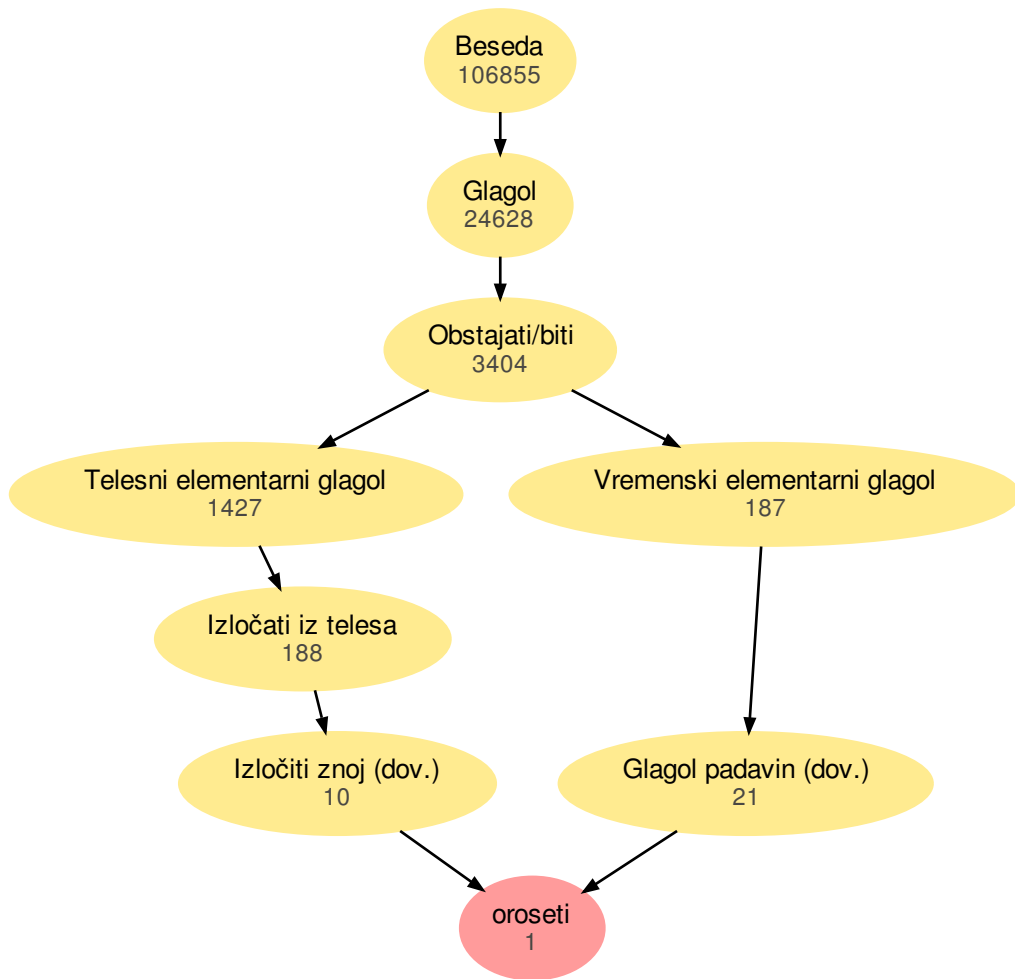 Beseda
106855
Glagol
24628
Obstajati/biti
3404
Telesni elementarni glagol
1427
Vremenski elementarni glagol
187
Izločati iz telesa
188
Izločiti znoj (dov.)
10
Glagol padavin (dov.)
21
oroseti
1